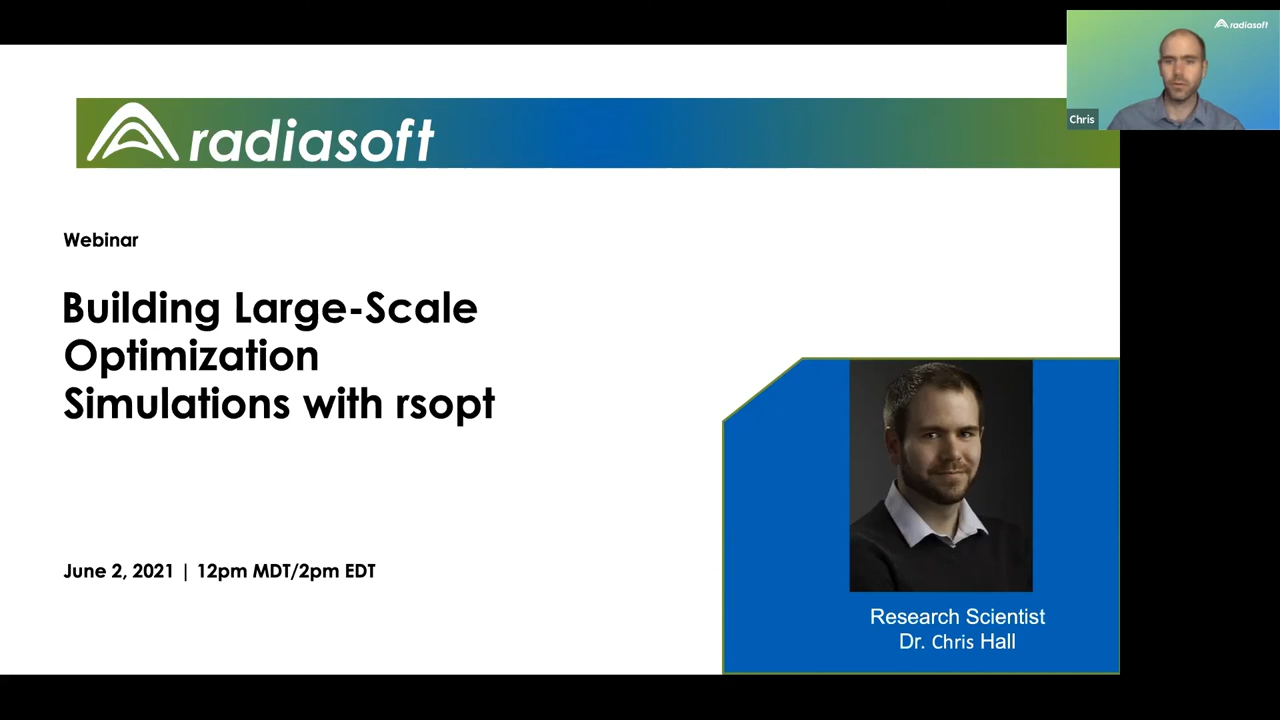 radiasoft
radiasoft
Chris
Webinar
Building Large-Scale
Optimization
Simulations with rsopt
June 2, 2021 | 12pm MDT/2pm EDT
Research Scientist
Dr. Chris Hall